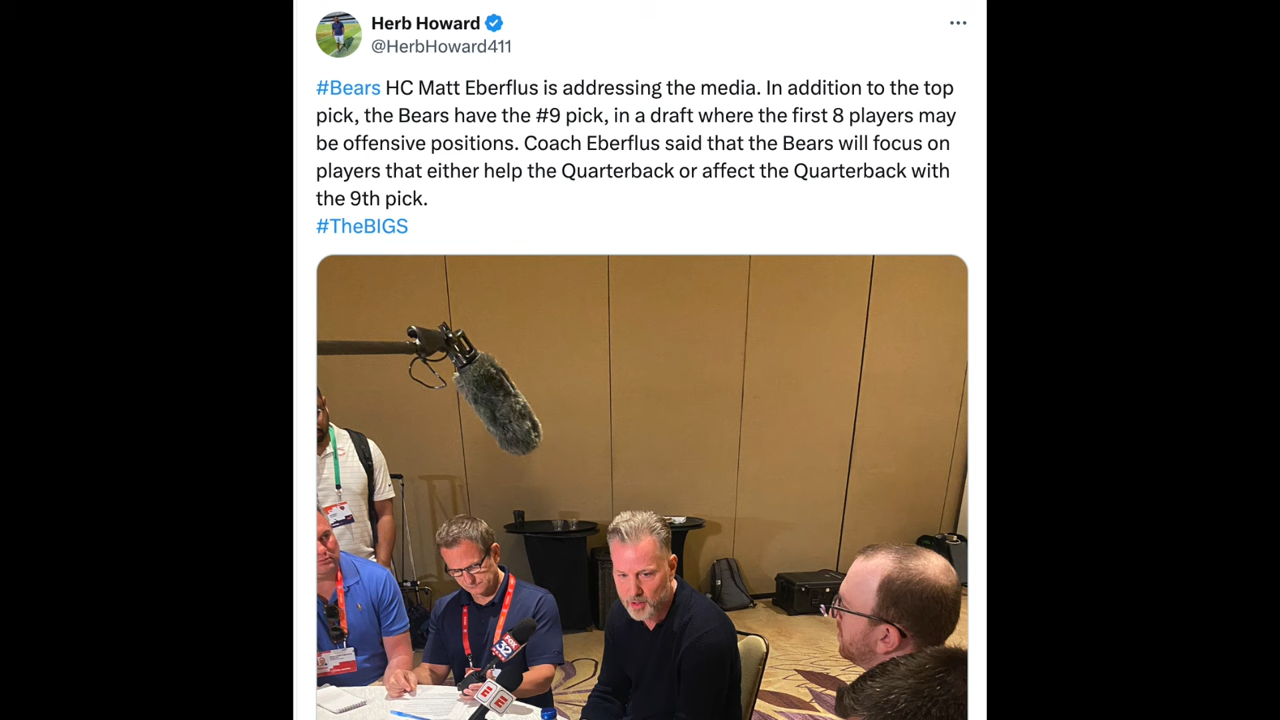 Herb Howard
@HerbHoward411
#Bears HC Matt Eberflus is addressing the media. In addition to the top
pick, the Bears have the #9 pick, in a draft where the first 8 players may
be offensive positions. Coach Eberflus said that the Bears will focus on
players that either help the Quarterback or affect the Quarterback with
the 9th pick.
#TheBIGS
FOX
32